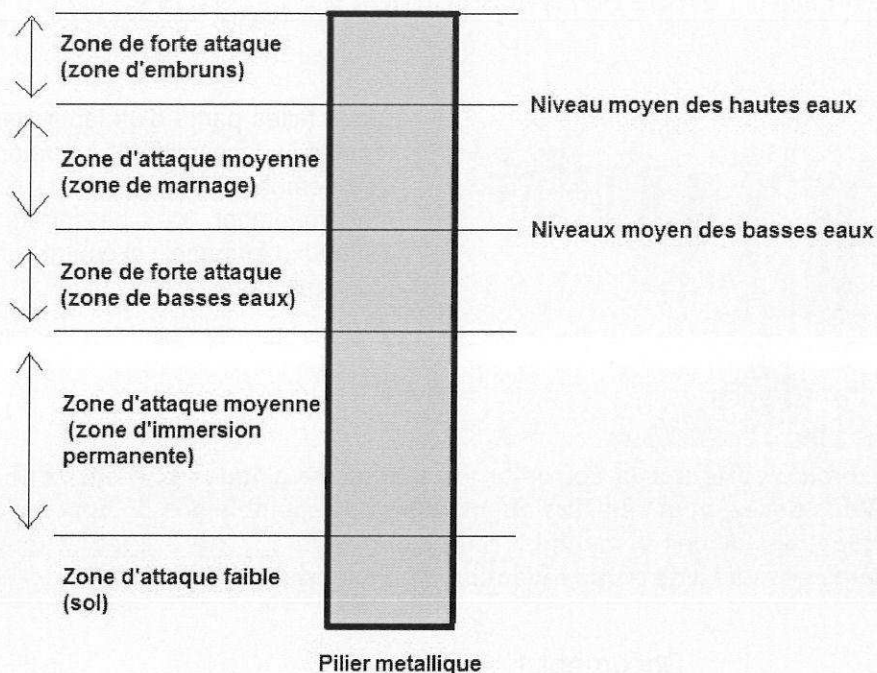 Zone de forte attaque
(zone d'embruns)
Niveau moyen des hautes eaux
Zone d'attaque moyenne
(zone de marnage)
Niveaux moyen des basses eaux
Zone de forte attaque
(zone de basses eaux)
Zone d'attaque moyenne
(zone d'immersion
permanente)
Zone d'attaque faible
(sol)
Pilier metallique